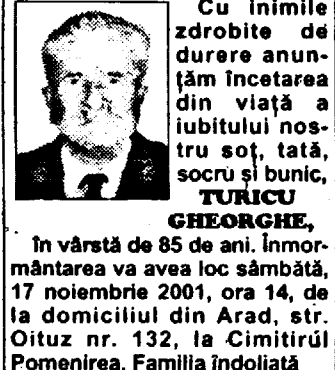 Cu inimile
zdrobite de
durere anun-
țăm încetarea
din viață a
iubitului nos-
tru soț, tată,
socru și bunic,
TURICU
GHEORGHE,
în vârstă de 85 de ani. Înmor-
mântarea va avea loc sâmbătă,
17 noiembrie 2001, ora 14, de
la domiciliul din Arad, str.
Oituz nr. 132, la Cimitirul
Pomenirea. Familia îndoliată